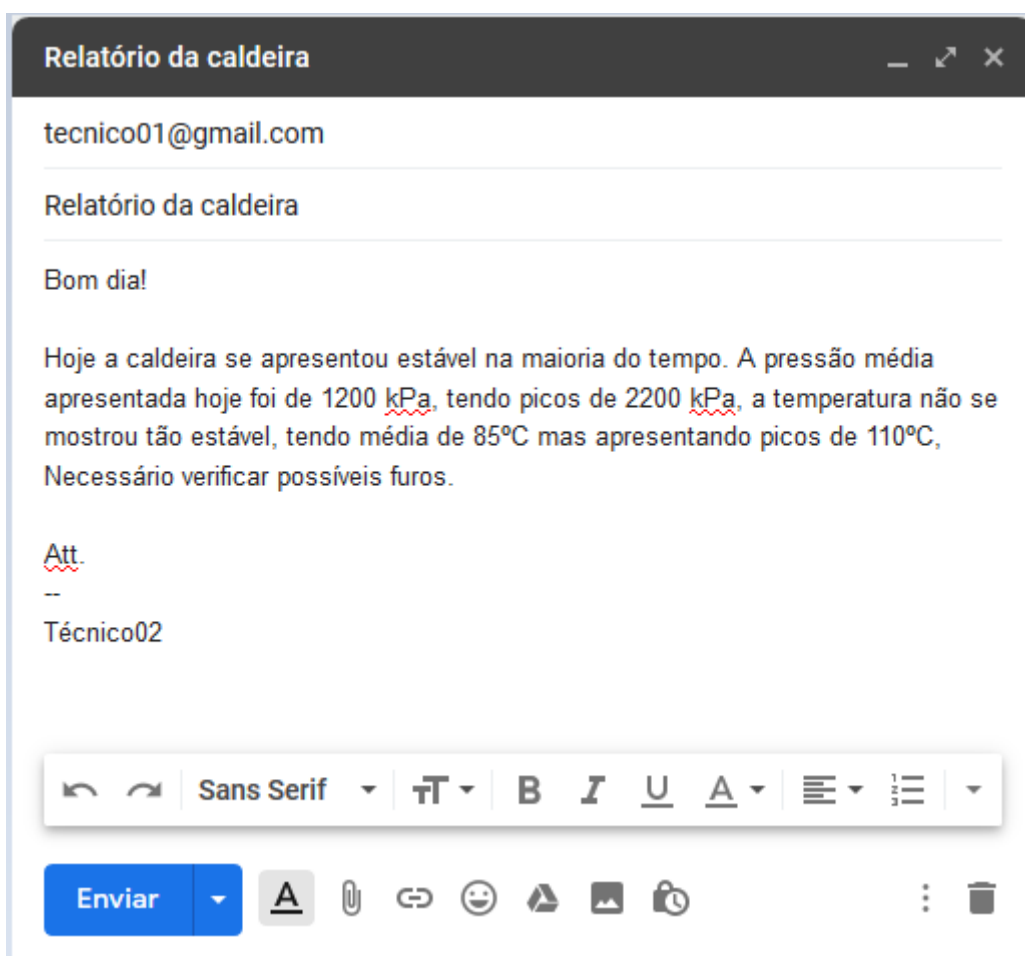 Relatório da caldeira
tecnico01@gmail.com
Relatório da caldeira
Bom dia!
Hoje a caldeira se apresentou estável na maioria do tempo. A pressão média
apresentada hoje foi de 1200 kPa, tendo picos de 2200 kPa, a temperatura não se
mostrou tão estável, tendo média de 85ºC mas apresentando picos de 110ºC,
Necessário verificar possíveis furos.
Att.
--
Técnico02
Sans Serif
Enviar